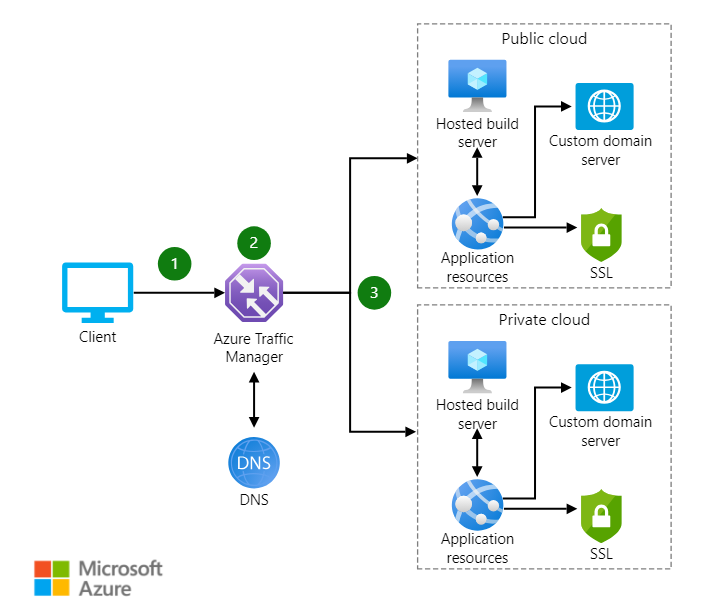 Public cloud
Hosted build
server
Custom domain
server
Application
resources
SSL
1
2
3
Client
Azure Traffic
Manager
DNS
DNS
Private cloud
Hosted build
server
Custom domain
server
Application
resources
SSL
Microsoft
Azure